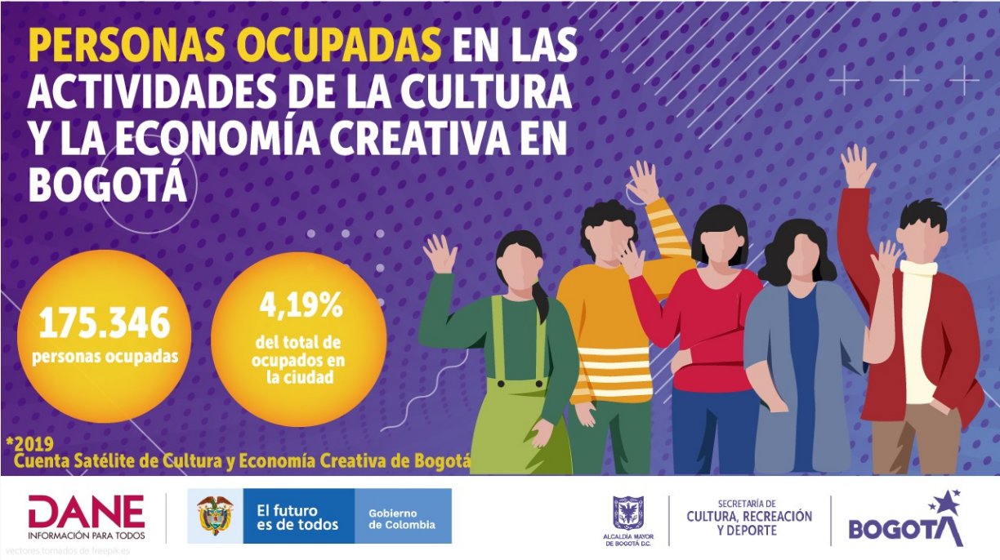 PERSONAS OCUPADAS EN LAS
ACTIVIDADES DE LA CULTURA
Y LA ECONOMÍA CREATIVA EN
BOGOTÁ
175.346
personas ocupadas
4,19%
del total de
ocupados en
la ciudad
*2019
Cuenta Satélite de Cultura y Economía Creativa de Bogotá
DANE
INFORMACIÓN PARA TODOS
El futuro
es de todos
Gobierno
de Colombia
ALCALDÍA MAYOR
DE BOGOTÁ D.C.
SECRETARÍA DE
CULTURA, RECREACIÓN
Y DEPORTE
BOGOTÁ
vectores tomados de freepik.es